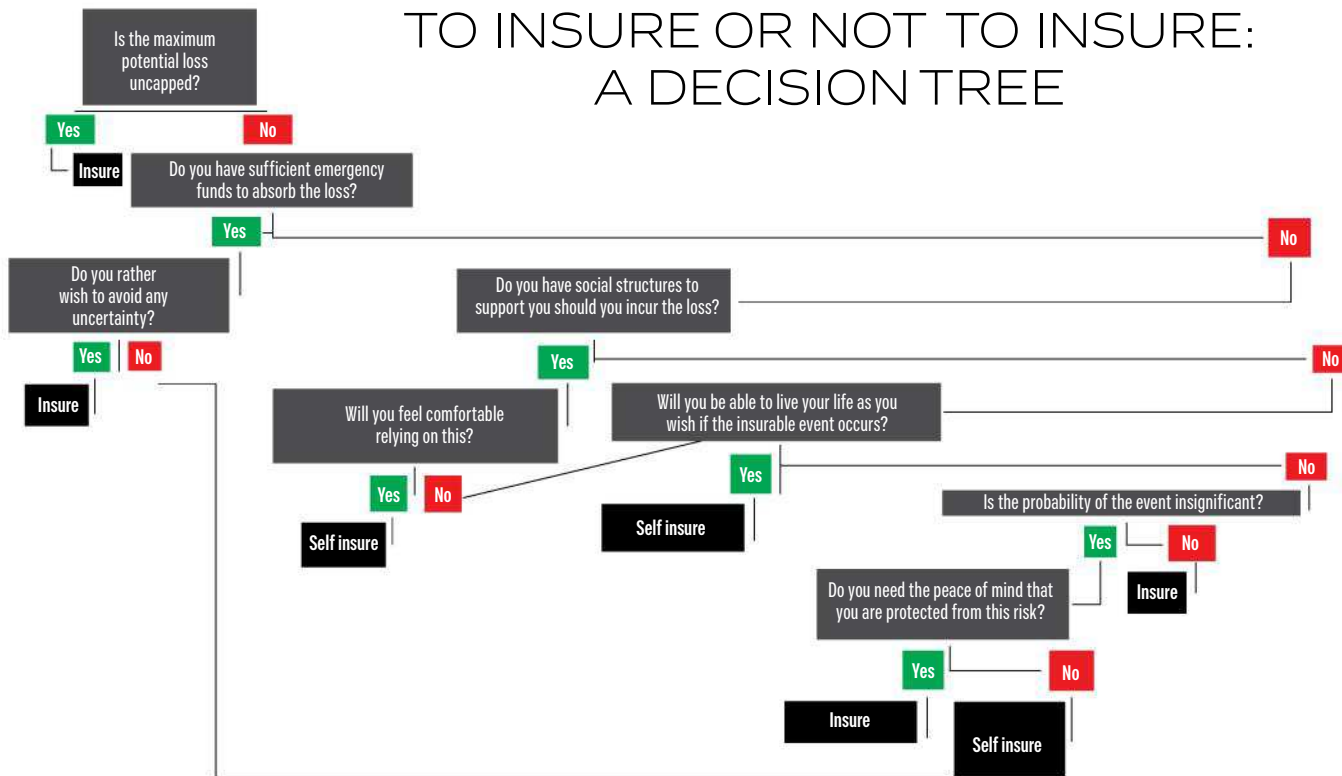 TO INSURE OR NOT TO INSURE:
A DECISION TREE
Is the maximum
potential loss
uncapped?
Yes
No
Insure
Do you have sufficient emergency
funds to absorb the loss?
Yes
No
Do you rather
wish to avoid any
uncertainty?
Do you have social structures to
support you should you incur the loss?
Yes
No
Yes
No
Insure
Will you feel comfortable
relying on this?
Will you be able to live your life as you
wish if the insurable event occurs?
Yes
No
Yes
No
Self insure
Self insure
Is the probability of the event insignificant?
Yes
No
Do you need the peace of mind that
you are protected from this risk?
Insure
Yes
No
Insure
Self insure